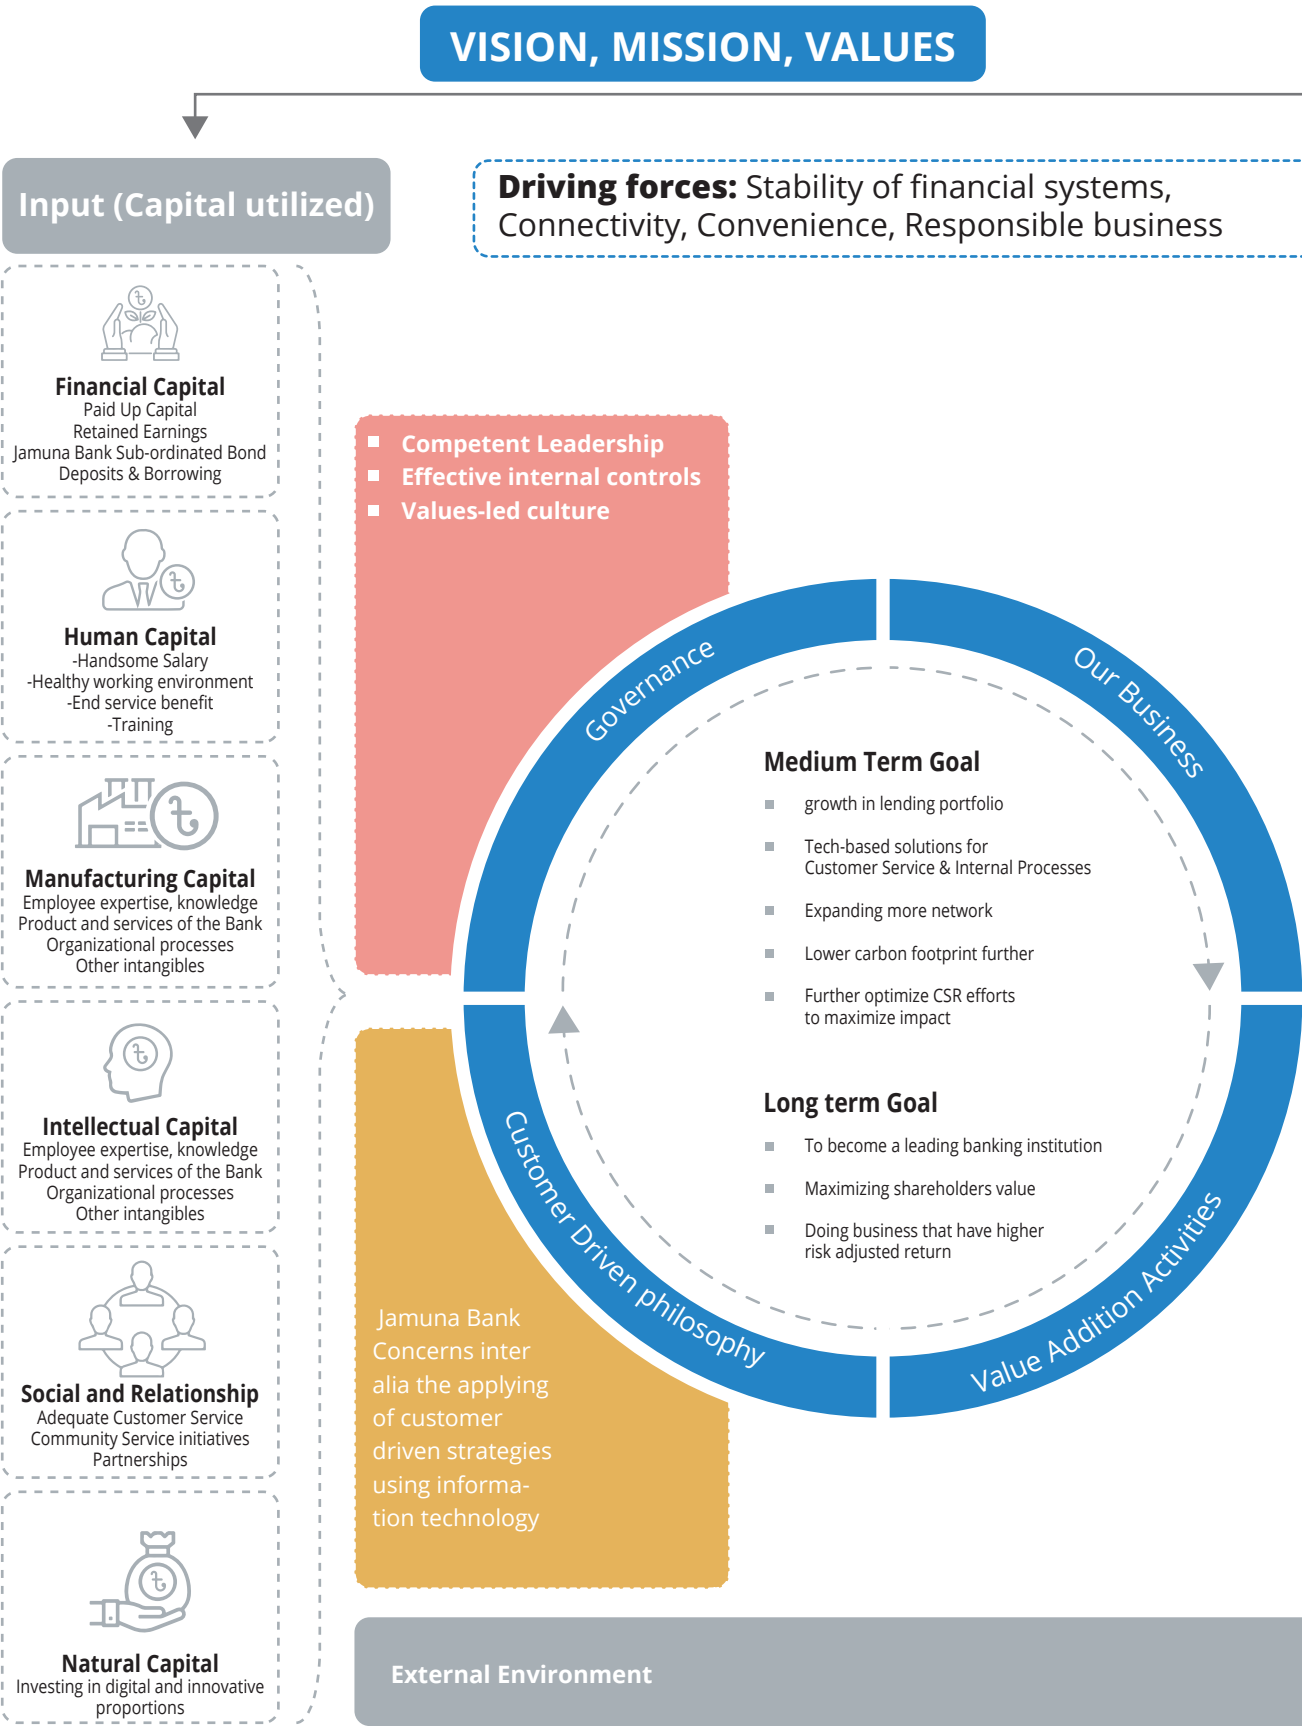 VISION, MISSION, VALUES
Input (Capital utilized)
Driving forces: Stability of financial systems,
Connectivity, Convenience, Responsible business
Financial Capital
Paid Up Capital
Retained Earnings
Jamuna Bank Sub-ordinated Bond
Deposits & Borrowing
Human Capital
-Handsome Salary
-Healthy working environment
-End service benefit
-Training
Manufacturing Capital
Employee expertise, knowledge
Product and services of the Bank
Organizational processes
Other intangibles
Intellectual Capital
Employee expertise, knowledge
Product and services of the Bank
Organizational processes
Other intangibles
Social and Relationship
Adequate Customer Service
Community Service initiatives
Partnerships
Natural Capital
Investing in digital and innovative
proportions
Competent Leadership
Effective internal controls
Values-led culture
Governance
Our Business
Medium Term Goal
growth in lending portfolio
Tech-based solutions for
Customer Service & Internal Processes
Expanding more network
Lower carbon footprint further
Further optimize CSR efforts
to maximize impact
Long term Goal
To become a leading banking institution
Maximizing shareholders value
Doing business that have higher
risk adjusted return
Customer Driven philosophy
Value Addition Activities
Jamuna Bank
Concerns inter
alia the applying
of customer
driven strategies
using informa-
tion technology
External Environment